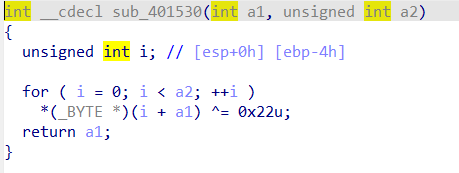 int __cdecl sub_401530(int a1, unsigned int a2)
{
  unsigned int i; // [esp+0h] [ebp-4h]

  for ( i = 0; i < a2; ++i )
    *(_BYTE *)(i + a1) ^= 0x22u;
  return a1;
}